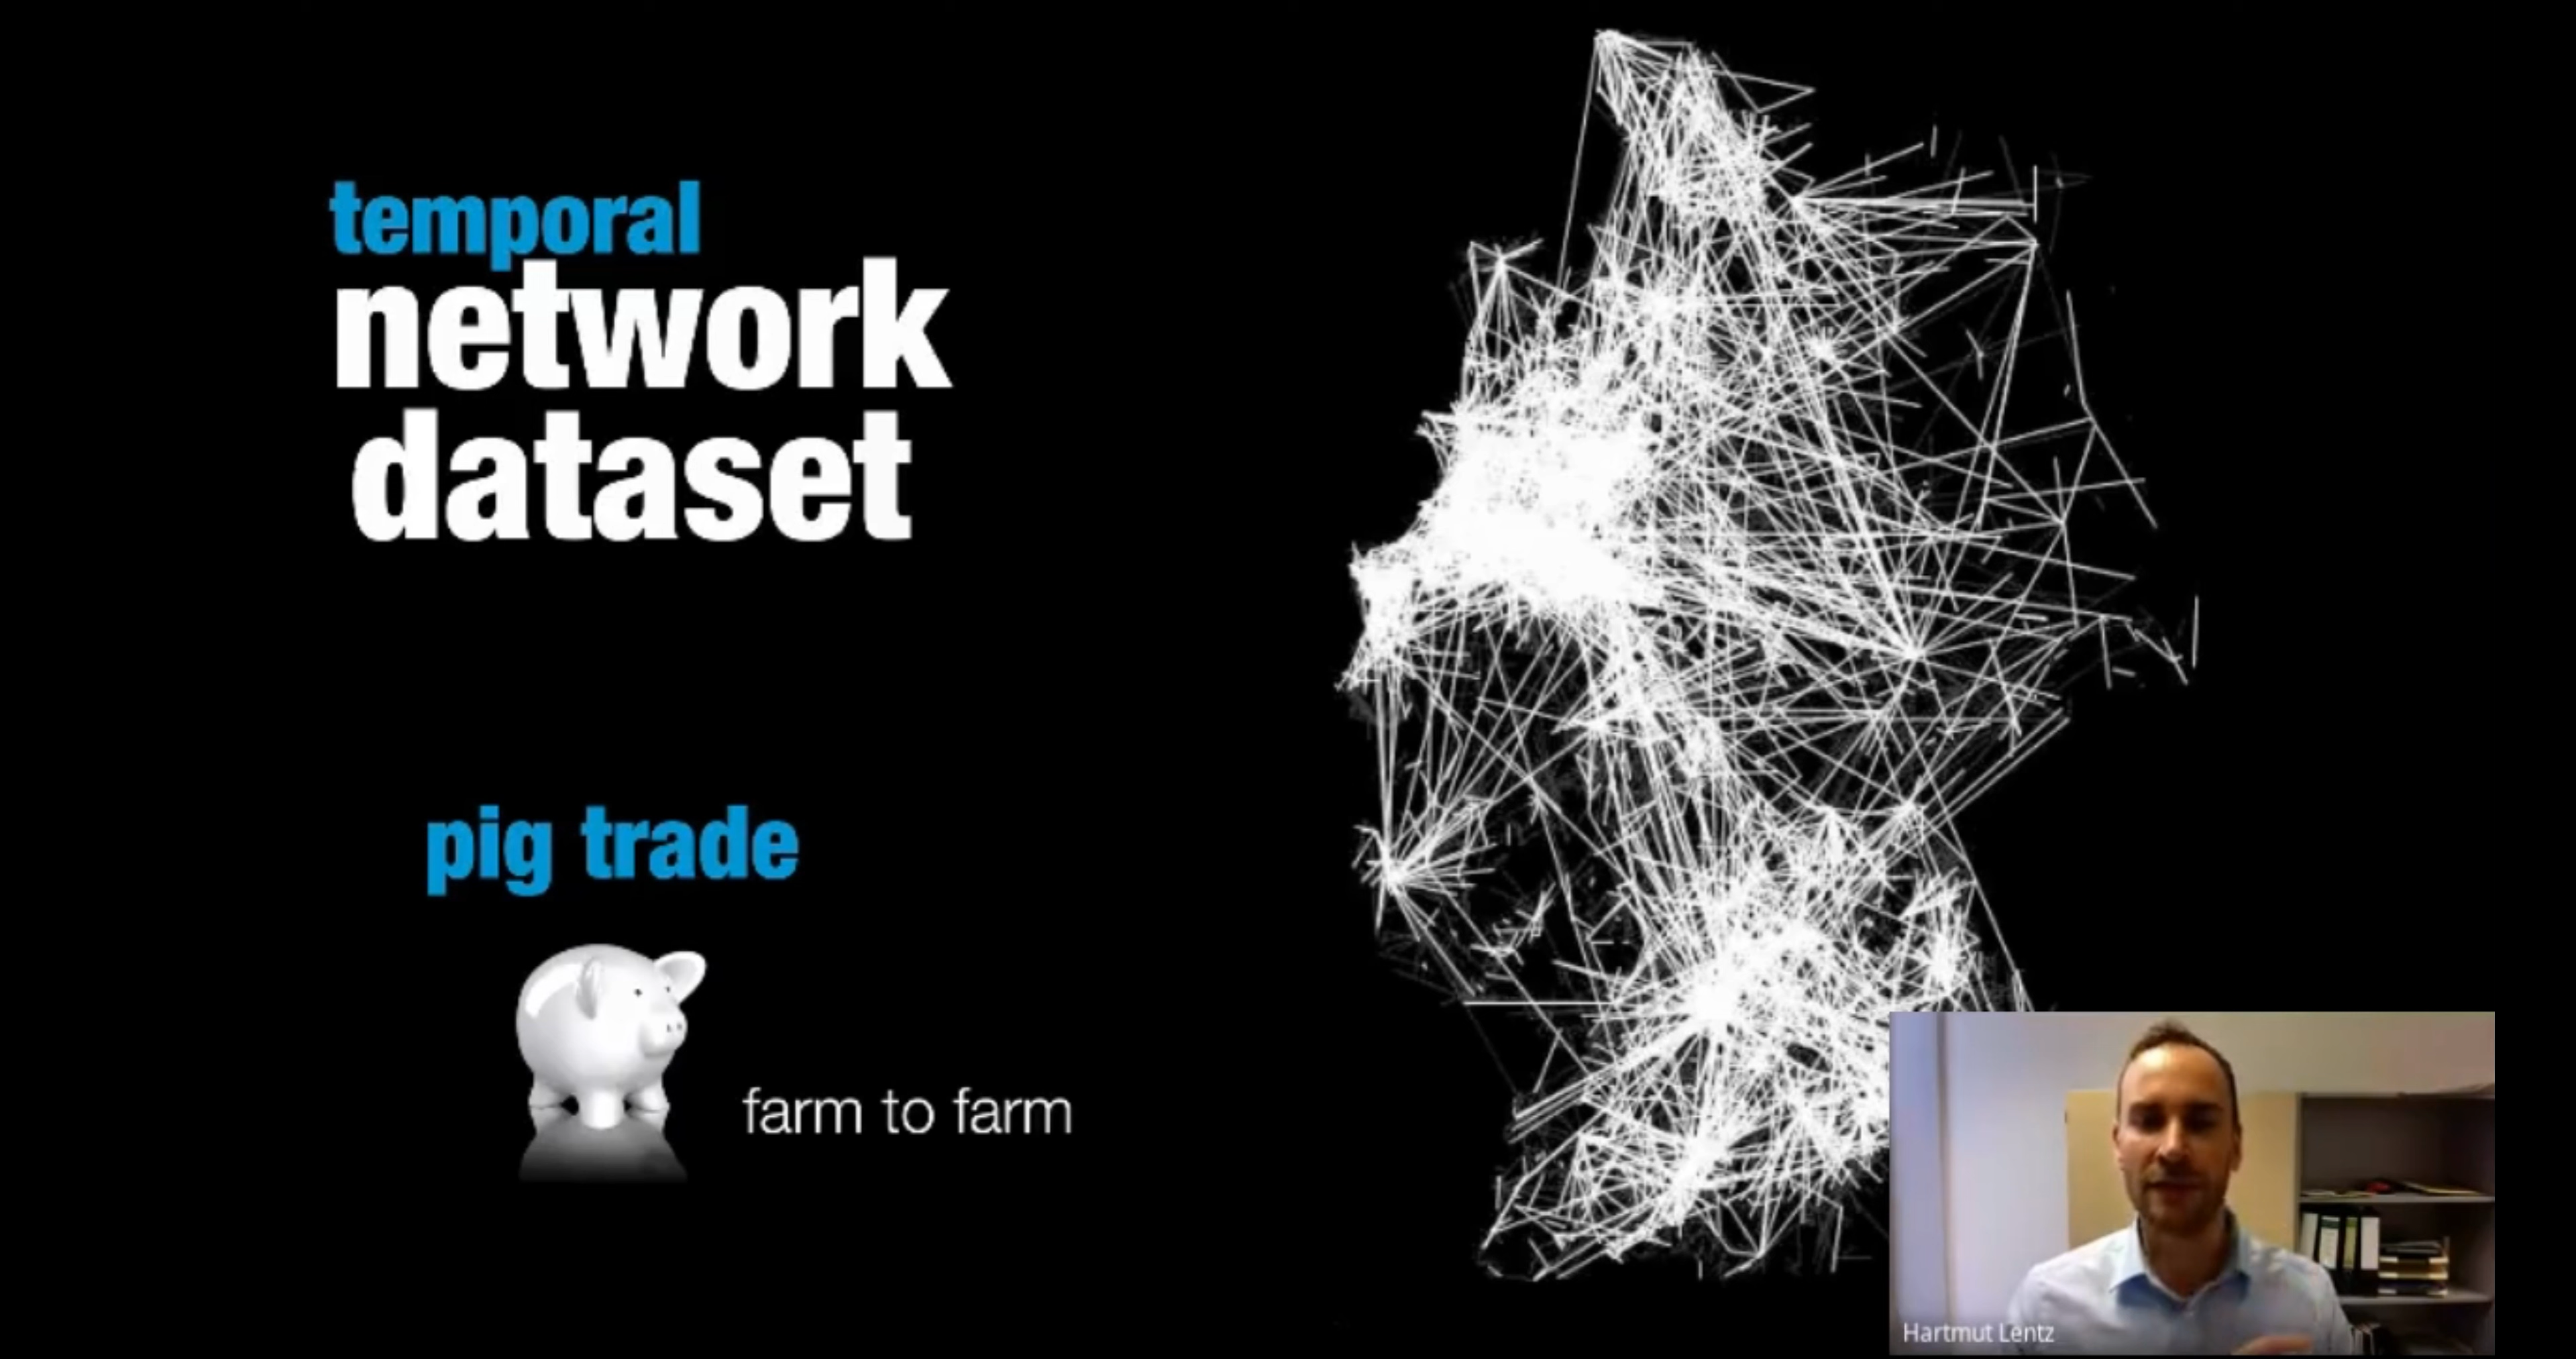 temporal
network
dataset
pig trade
farm to farm
Hartmut Lentz